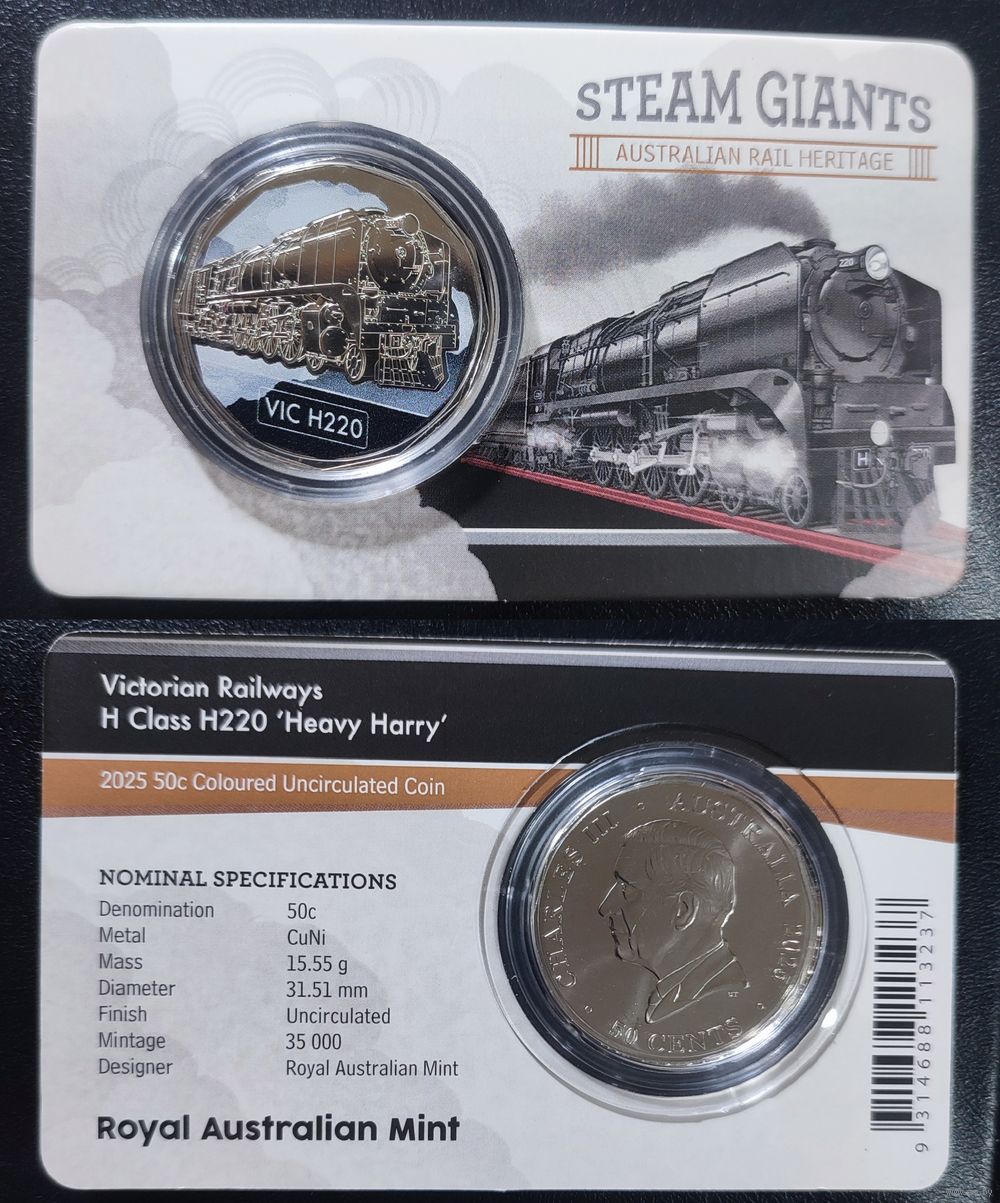 STEAM GIANTS
AUSTRALIAN RAIL HERITAGE
220
H
220
VIC H220
H
Victorian Railways
H Class H220 ‘Heavy Harry’
2025 50c Coloured Uncirculated Coin
NOMINAL SPECIFICATIONS
Denomination 50c
Metal CuNi
Mass 15.55 g
Diameter 31.51 mm
Finish Uncirculated
Mintage 35 000
Designer Royal Australian Mint
Royal Australian Mint
CHARLES III • AUSTRALIA 2025
50 CENTS
9 314688 113237